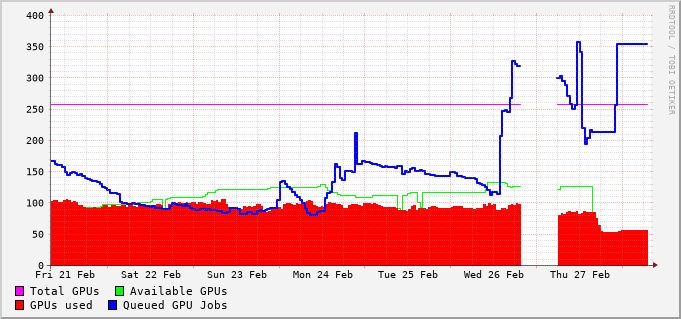 400
350
300
250
200
150
100
50
0
Fri 21 Feb Sat 22 Feb Sun 23 Feb Mon 24 Feb Tue 25 Feb Wed 26 Feb Thu 27 Feb
Total GPUs Available GPUs
GPUs used Queued GPU Jobs
RRDTOOL / TOBI OETIKER